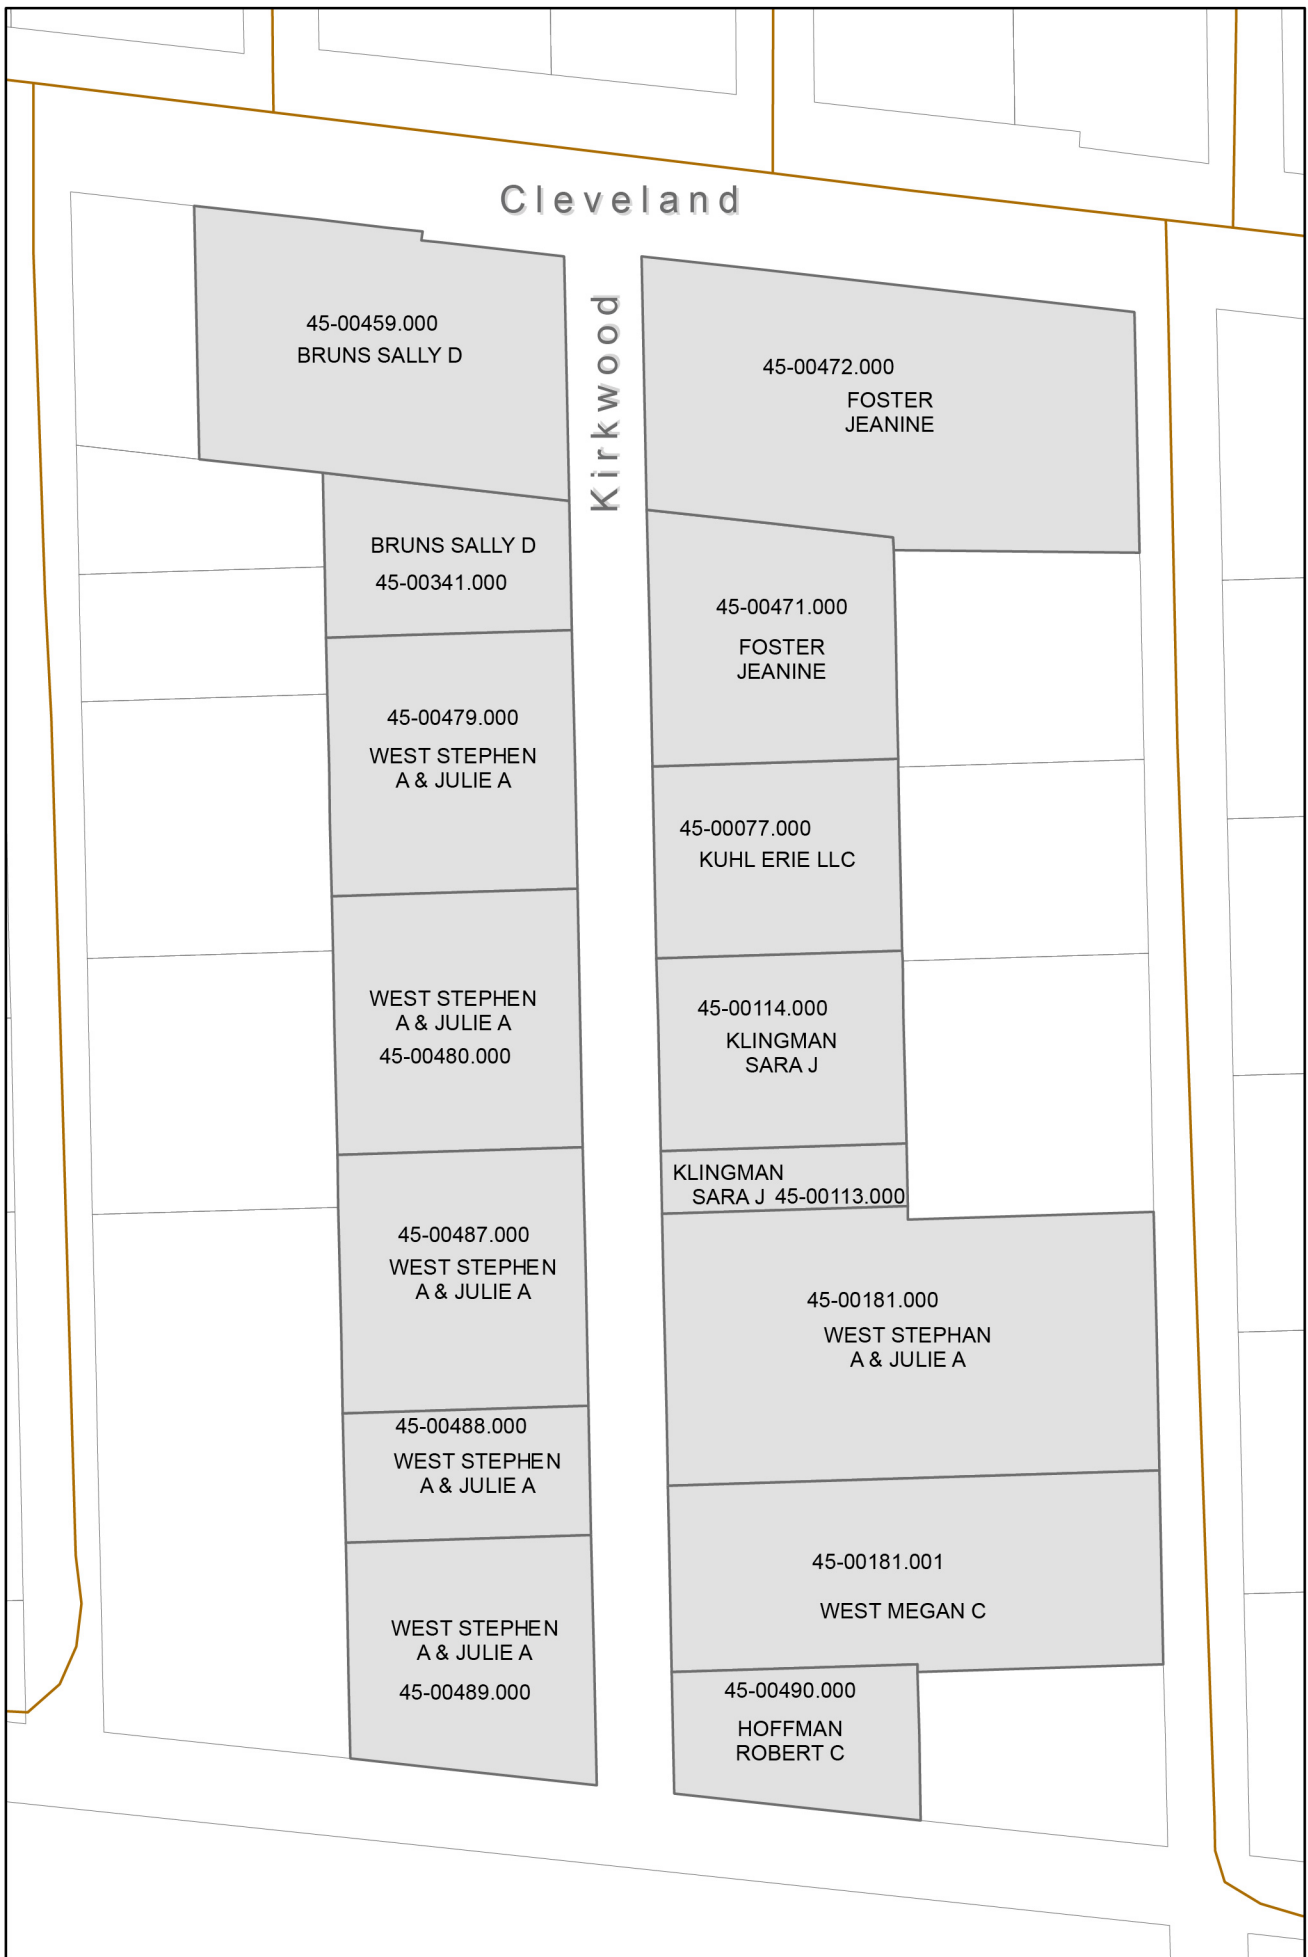 Cleveland
Kirkwood
45-00459.000
BRUNS SALLY D
BRUNS SALLY D
45-00341.000
45-00479.000
WEST STEPHEN
A & JULIE A
WEST STEPHEN
A & JULIE A
45-00480.000
45-00487.000
WEST STEPHEN
A & JULIE A
45-00488.000
WEST STEPHEN
A & JULIE A
WEST STEPHEN
A & JULIE A
45-00489.000
45-00472.000
FOSTER
JEANINE
45-00471.000
FOSTER
JEANINE
45-00077.000
KUHL ERIE LLC
45-00114.000
KLINGMAN
SARA J
KLINGMAN
SARA J 45-00113.000
45-00181.000
WEST STEPHAN
A & JULIE A
45-00181.001
WEST MEGAN C
45-00490.000
HOFFMAN
ROBERT C